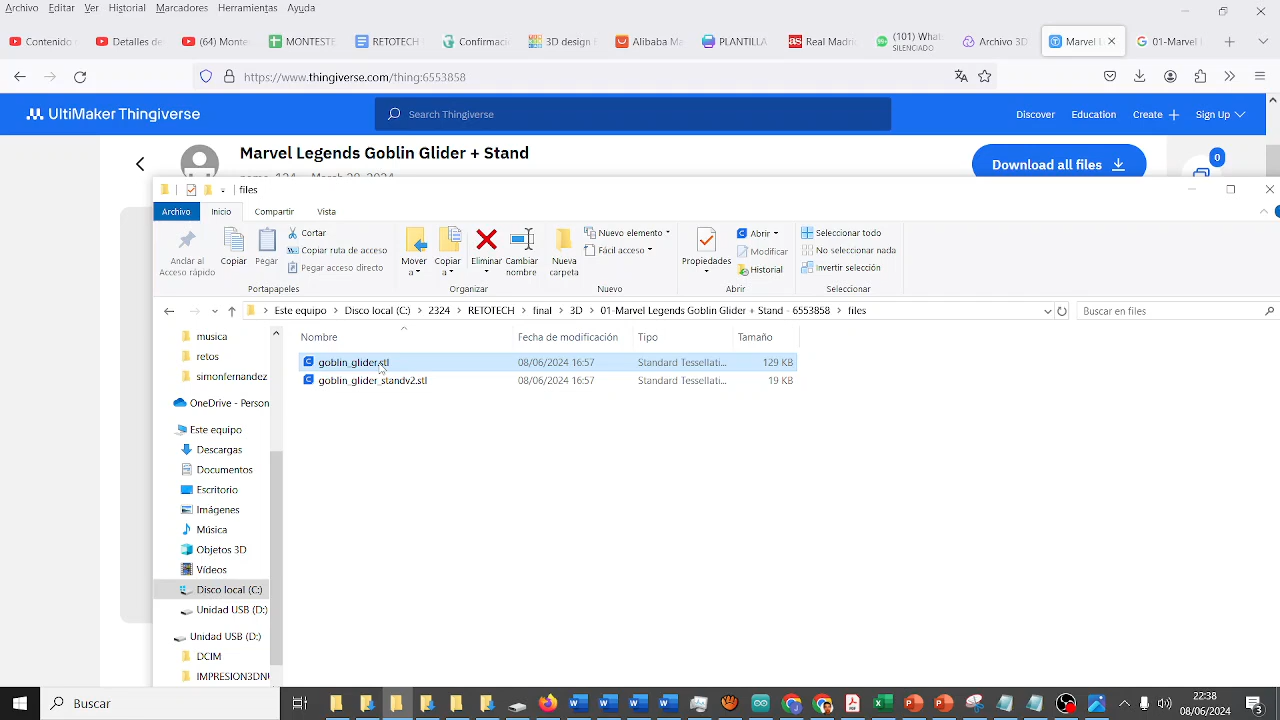 Archivo Editar Ver Historial Marcadores Herramientas Ayuda
Contenido
Detalles de
(64) Monte
MONTESTE
RETOTECH
Confirmació
3D design
Alibaba Ma
PLANTILLA
Real Madri
(101) What
SILENCIADO
Archivo 3D
Marvel L
01-Marvel
https://www.thingiverse.com/thing:6553858
UltiMaker Thingiverse
Search Thingiverse
Discover
Education
Create
Sign Up
Marvel Legends Goblin Glider + Stand
Download all files
0
files
Archivo
Inicio
Compartir
Vista
Andar al
Acceso rápido
Copiar
Pegar
Cortar
Copiar ruta de acceso
Pegar acceso directo
Portapapeles
Mover
a
Copiar
a
Eliminar
Cambiar
nombre
Organizar
Nueva
carpeta
Nuevo elemento
Fácil acceso
Nuevo
Propiedades
Abrir
Modificar
Historial
Abrir
Seleccionar todo
No seleccionar nada
Invertir selección
Seleccionar
Este equipo > Disco local (C:) > 2324 > RETOTECH > final > 3D > 01-Marvel Legends Goblin Glider + Stand - 6553858 > files
Buscar en files
Nombre
Fecha de modificación
Tipo
Tamaño
goblin_glider.stl 08/06/2024 16:57 Standard Tessellati... 129 KB
goblin_glider_standv2.stl 08/06/2024 16:57 Standard Tessellati... 19 KB
musica
retos
simonfernandez
OneDrive - Person
Este equipo
Descargas
Documentos
Escritorio
Imágenes
Música
Objetos 3D
Vídeos
Disco local (C:)
Unidad USB (D:)
Unidad USB (D:)
DCIM
IMPRESION3DN
Buscar
22:38
08/06/2024
3